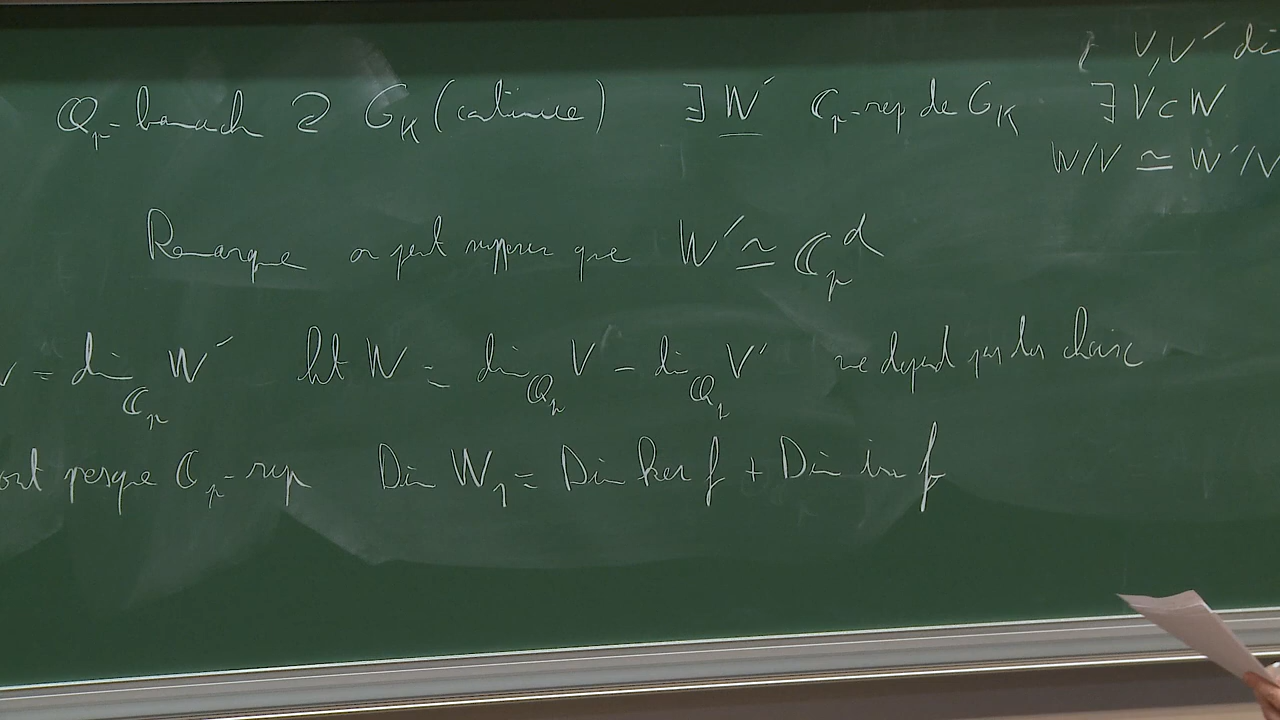 V, V' di
Q_p-banach ⊋ G_K (continue) ∃ W' C_p-rep de G_K ∃ V ⊂ W
W/V ≃ W'/V
Remarque on peut supposer que W' ≃ C_p^d
= dim_{C_p} W' ht W = dim_{Q_p} V - dim_{Q_p} V' ne depend pas des choix
ont presque C_p-rep Dim W_1 = Dim ker f + Dim im f